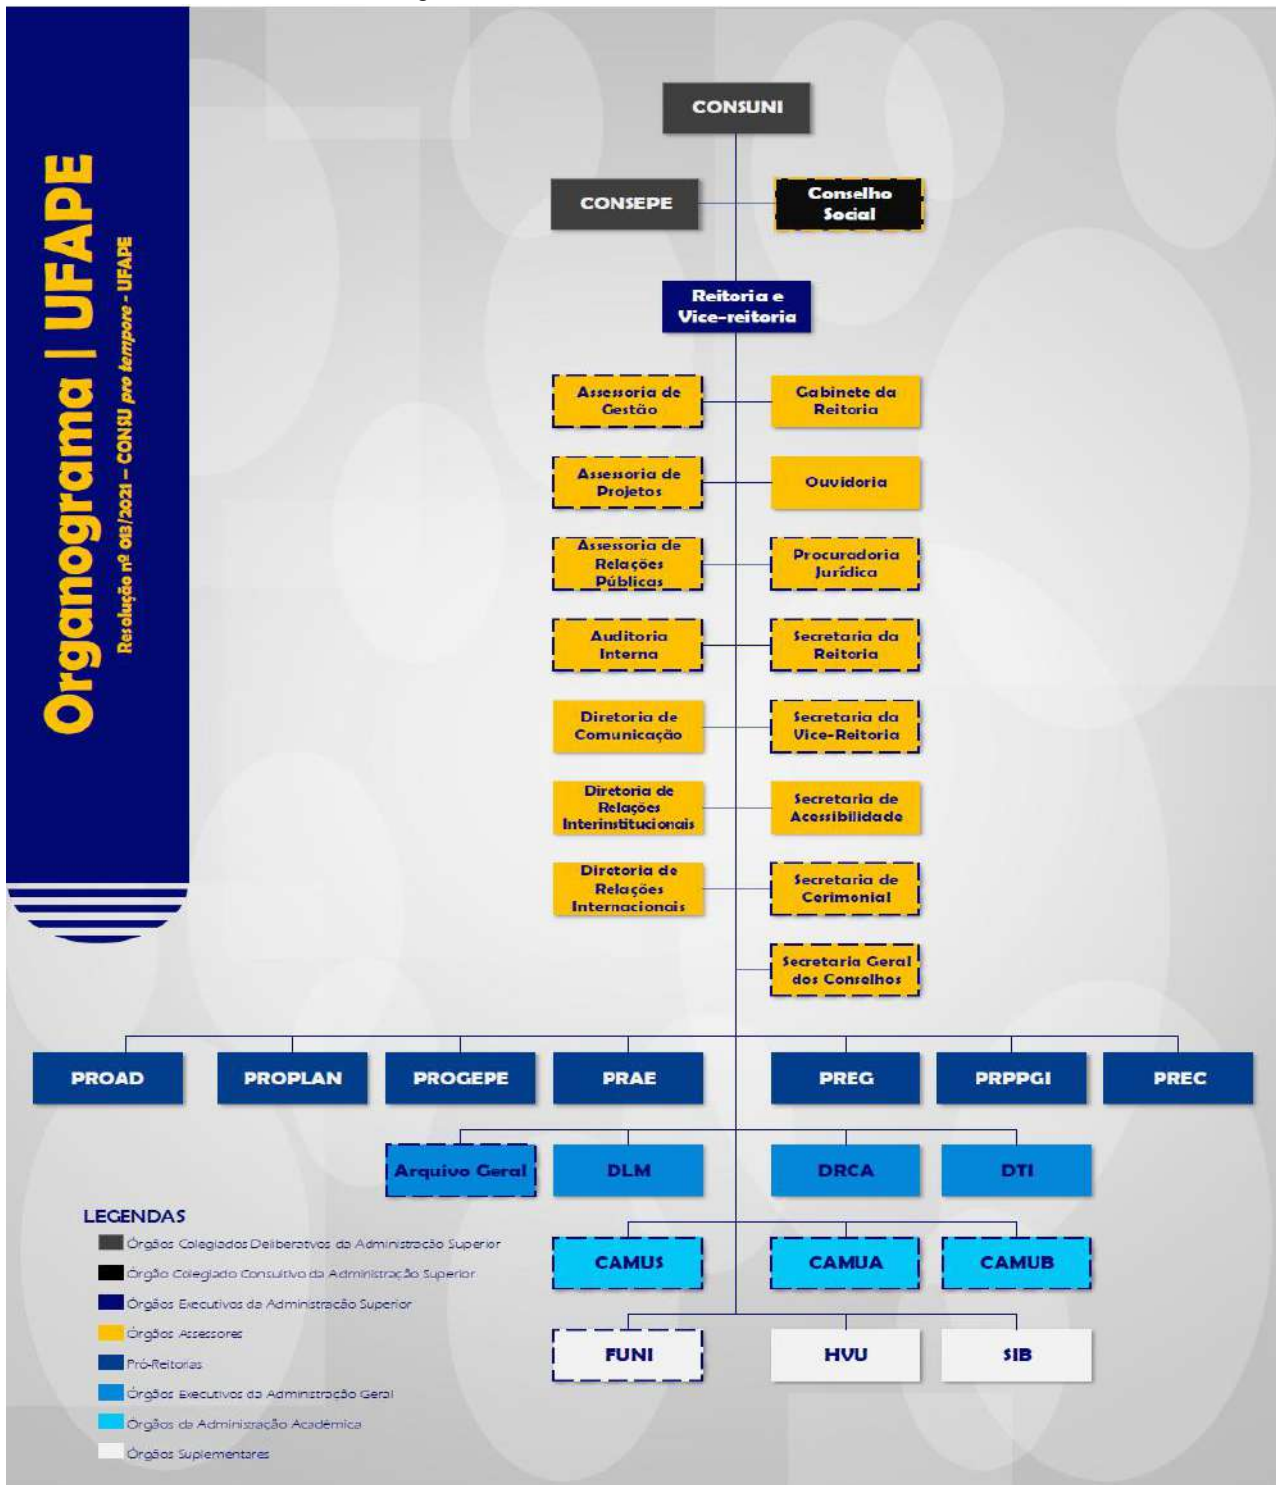 Organograma | UFAPE
Resolução nº 013/2021 – CONSU pro tempore - UFAPE
CONSUNI
CONSEPE
Conselho
Social
Reitoria e
Vice-reitoria
Assessoria de
Gestão
Gabinete da
Reitoria
Assessoria de
Projetos
Ouvidoria
Assessoria de
Relações
Públicas
Procuradoria
Jurídica
Auditoria
Interna
Secretaria da
Reitoria
Diretoria de
Comunicação
Secretaria da
Vice-Reitoria
Diretoria de
Relações
Interinstitucionais
Secretaria de
Acessibilidade
Diretoria de
Relações
Internacionais
Secretaria de
Cerimonial
Secretaria Geral
dos Conselhos
PROAD
PROPLAN
PROGEPE
PRAE
PREG
PRPPGI
PREC
Arquivo Geral
DLM
DRCA
DTI
CAMUS
CAMUA
CAMUB
FUNI
HVU
SIB
LEGENDAS
Órgãos Colegiados Deliberativos da Administração Superior
Órgão Colegiado Consultivo da Administração Superior
Órgãos Executivos da Administração Superior
Órgãos Assessores
Pró-Reitorias
Órgãos Executivos da Administração Geral
Órgãos da Administração Acadêmica
Órgãos Suplementares